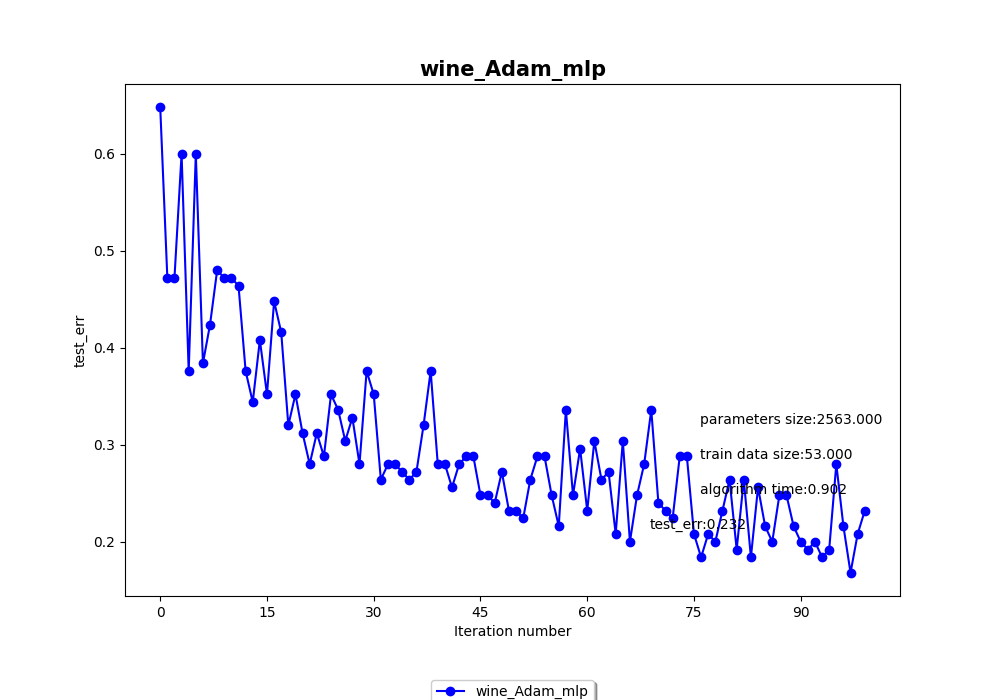 wine_Adam_mlp
0.6
0.5
0.4
0.3
0.2
test_err
parameters size:2563.000
train data size:53.000
algorithm time:0.902
test_err:0.232
0 15 30 45 60 75 90
Iteration number
wine_Adam_mlp